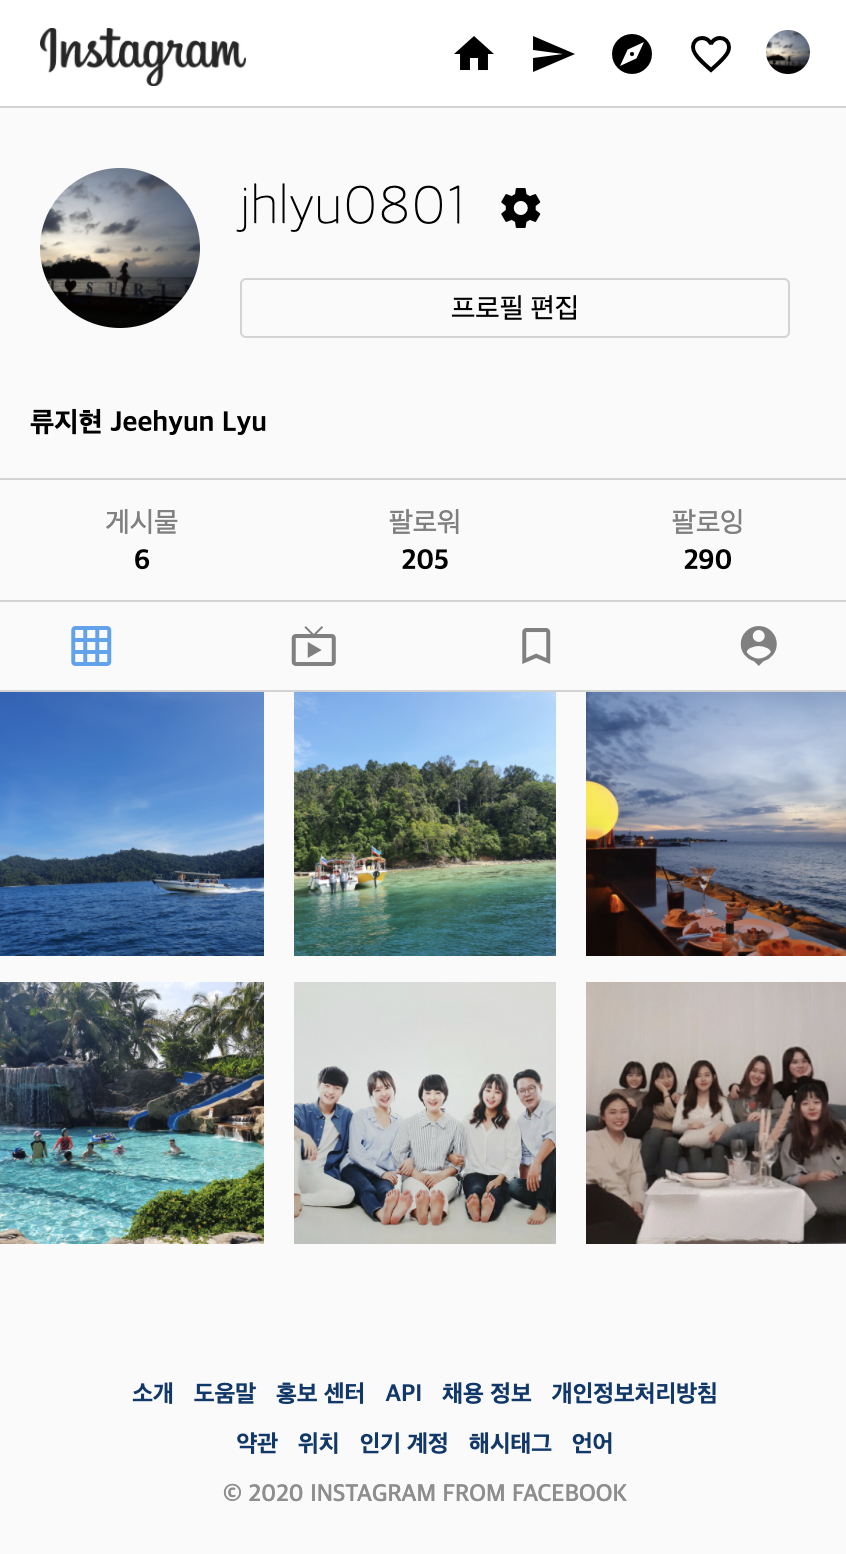 Instagram
jhlyu0801
프로필 편집
류지현 Jeehyun Lyu
게시물 팔로워 팔로잉
6 205 290
소개 도움말 홍보 센터 API 채용 정보 개인정보처리방침
약관 위치 인기 계정 해시태그 언어
© 2020 INSTAGRAM FROM FACEBOOK